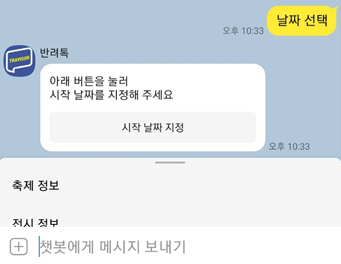 날짜 선택
오후 10:33
반려톡
TRAVISOR
아래 버튼을 눌러
시작 날짜를 지정해 주세요
시작 날짜 지정
오후 10:33
축제 정보
전시 정보
챗봇에게 메시지 보내기